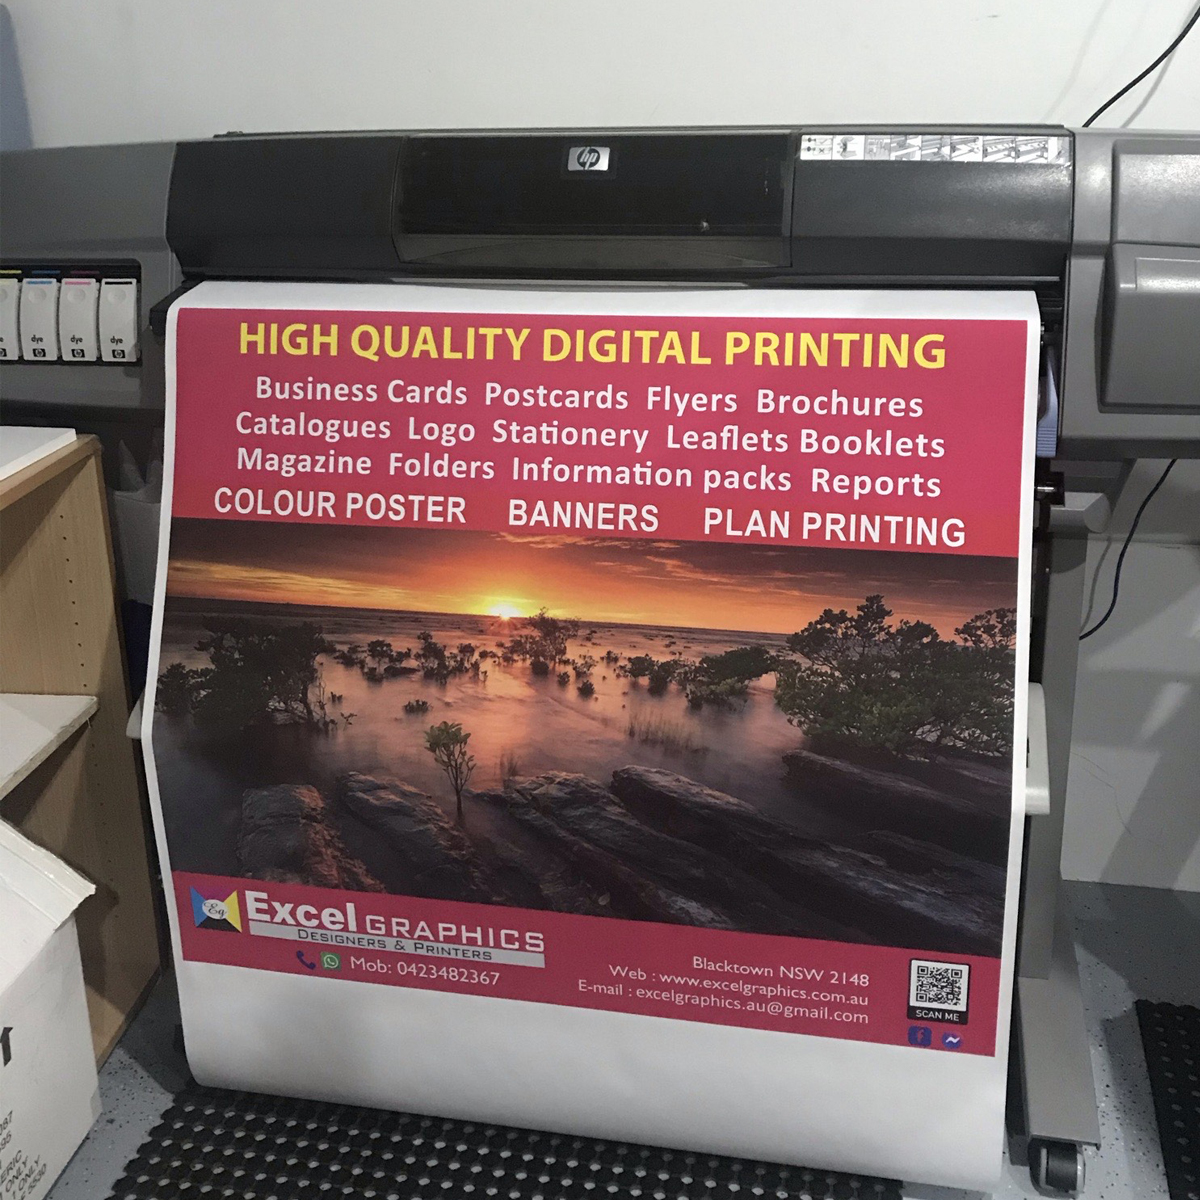 hp
dye
dye
dye
HIGH QUALITY DIGITAL PRINTING
Business Cards Postcards Flyers Brochures
Catalogues Logo Stationery Leaflets Booklets
Magazine Folders Information packs Reports
COLOUR POSTER BANNERS PLAN PRINTING
Eg
Excel GRAPHICS
DESIGNERS & PRINTERS
Mob: 0423482367
Blacktown NSW 2148
Web : www.excelgraphics.com.au
E-mail : excelgraphics.au@gmail.com
SCAN ME
ONLY